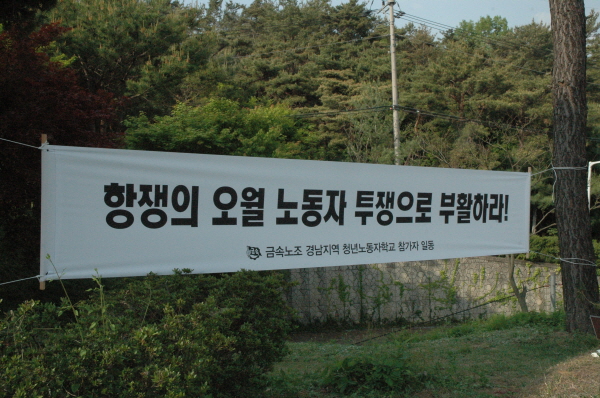 항쟁의 오월 노동자 투쟁으로 부활하라!
금속노조 경남지역 청년노동자학교 참가자 일동